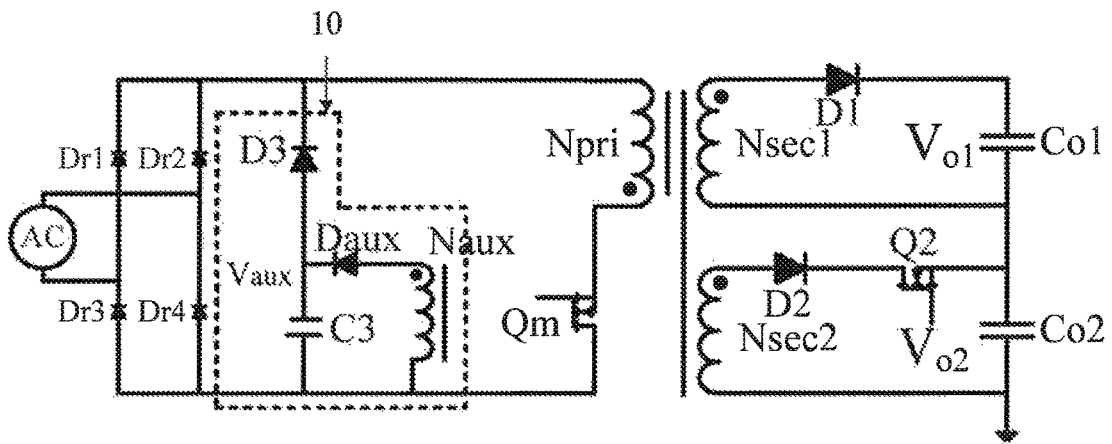 10
D3
Dr1
Dr2
AC
Dr3
Dr4
Daux
Naux
Vaux
C3
Npri
Qm
Nsec1
D1
Vo1
Co1
D2
Nsec2
Q2
Vo2
Co2